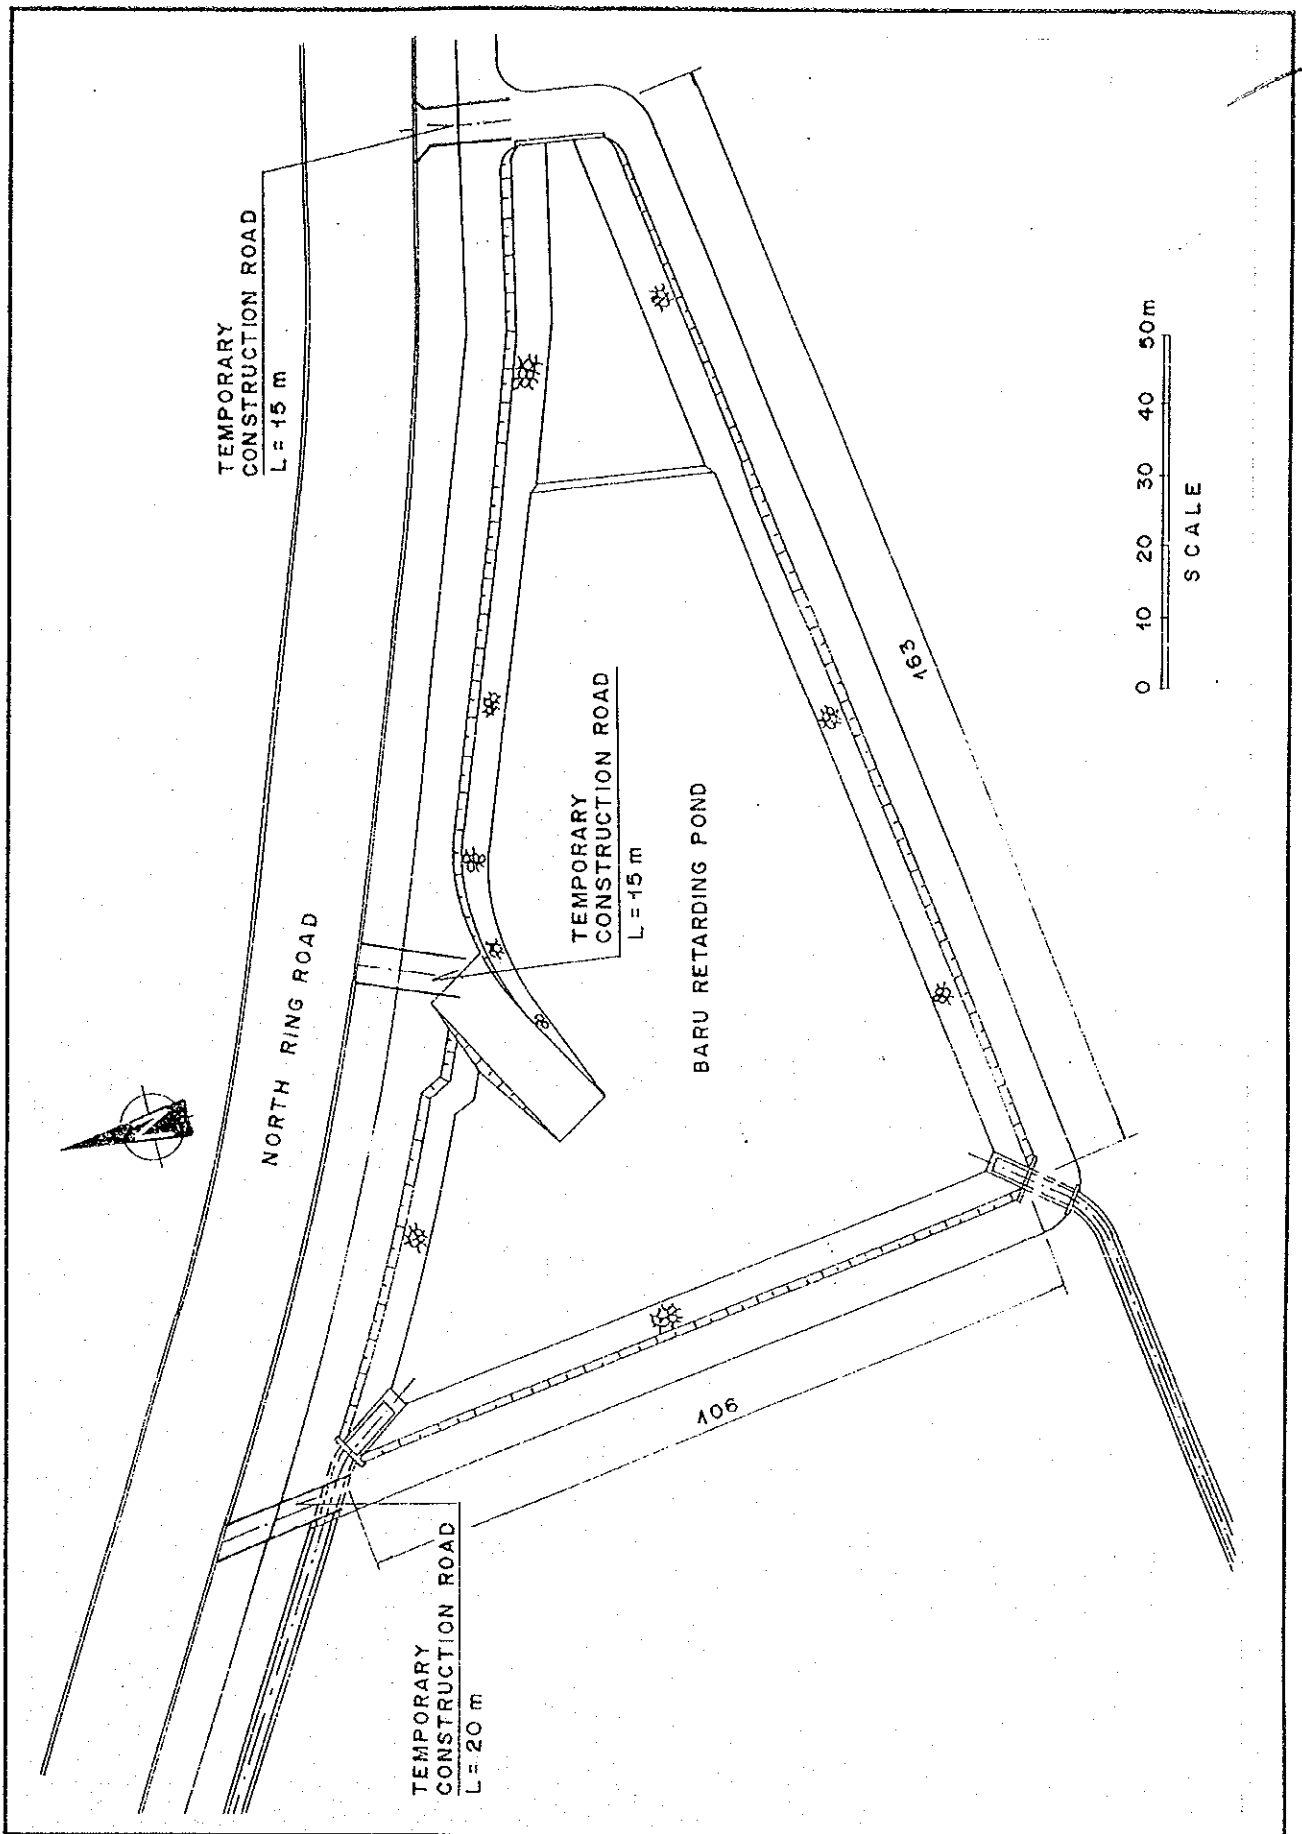 TEMPORARY
CONSTRUCTION ROAD
L = 20 m
NORTH RING ROAD
TEMPORARY
CONSTRUCTION ROAD
L = 15 m
TEMPORARY
CONSTRUCTION ROAD
L = 15 m
BARU RETARDING POND
106
163
0 10 20 30 40 50m
SCALE